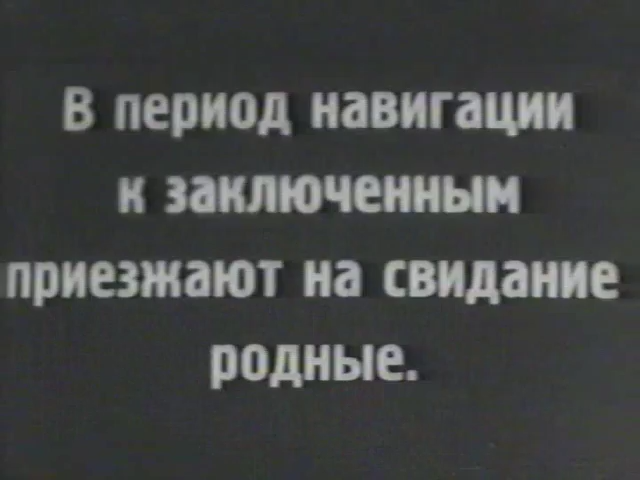 В период навигации
к заключенным
приезжают на свидание
родные.